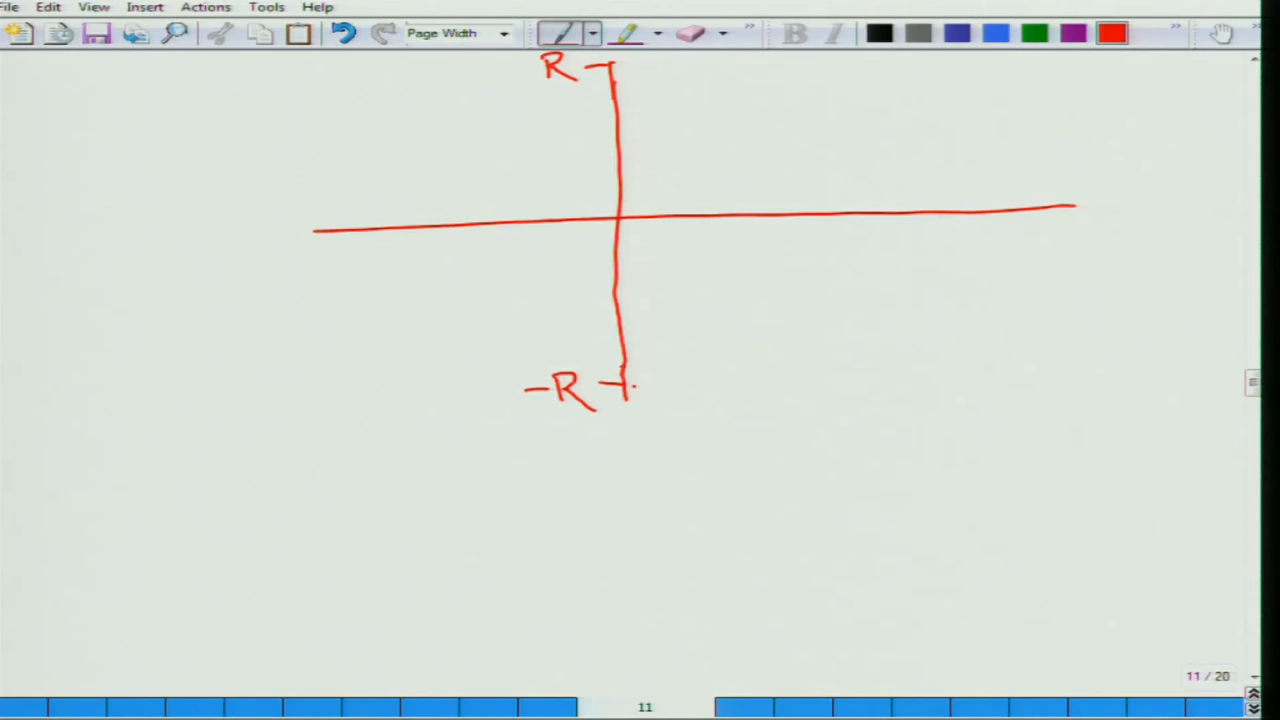 File Edit View Insert Actions Tools Help
Page Width
B I
R
-R
11 / 20
11